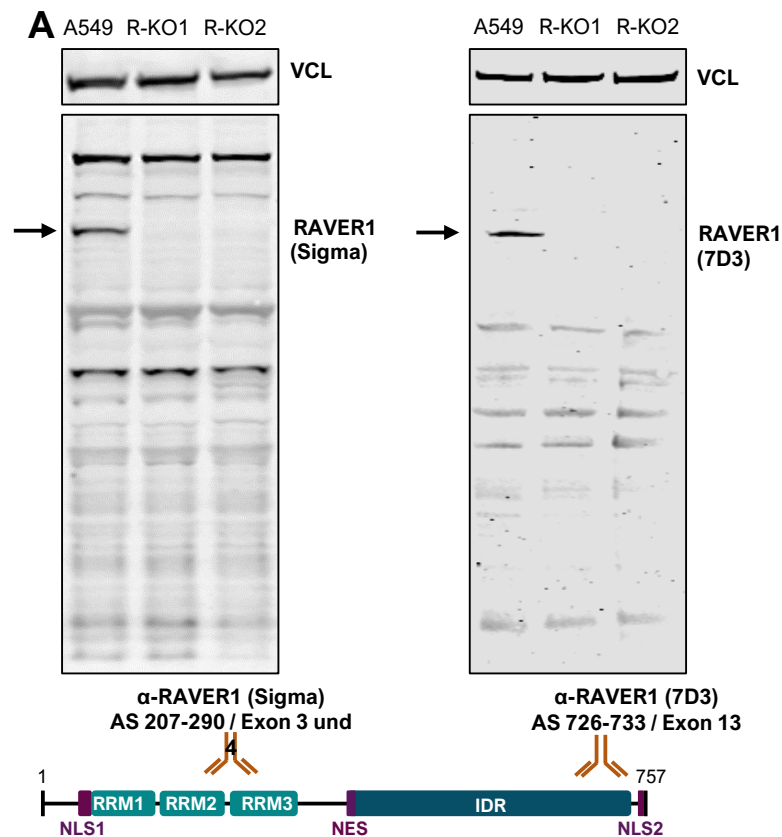 A
A549 R-KO1 R-KO2
VCL
RAVER1
(Sigma)
A549 R-KO1 R-KO2
VCL
RAVER1
(7D3)
α-RAVER1 (Sigma)
AS 207-290 / Exon 3 und
4
α-RAVER1 (7D3)
AS 726-733 / Exon 13
1
757
RRM1 RRM2 RRM3 IDR
NLS1 NES NLS2